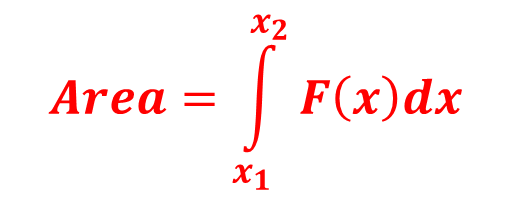 x₂
Area = ∫ F(x)dx
x₁